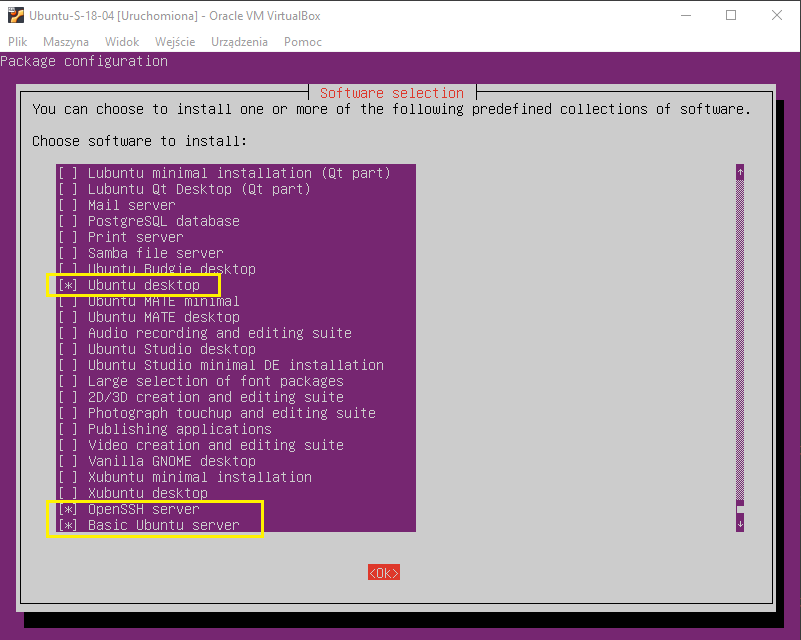 Ubuntu-S-18-04 [Uruchomiona] - Oracle VM VirtualBox
Plik Maszyna Widok Wejście Urządzenia Pomoc
Package configuration
Software selection
You can choose to install one or more of the following predefined collections of software.
Choose software to install:
[ ] Lubuntu minimal installation (Qt part)
[ ] Lubuntu Qt Desktop (Qt part)
[ ] Mail server
[ ] PostgreSQL database
[ ] Print server
[ ] Samba file server
[ ] Ubuntu Budgie desktop
[*] Ubuntu desktop
[ ] Ubuntu MATE minimal
[ ] Ubuntu MATE desktop
[ ] Audio recording and editing suite
[ ] Ubuntu Studio desktop
[ ] Ubuntu Studio minimal DE installation
[ ] Large selection of font packages
[ ] 2D/3D creation and editing suite
[ ] Photograph touchup and editing suite
[ ] Publishing applications
[ ] Video creation and editing suite
[ ] Vanilla GNOME desktop
[ ] Xubuntu minimal installation
[ ] Xubuntu desktop
[*] OpenSSH server
[*] Basic Ubuntu server
<Ok>